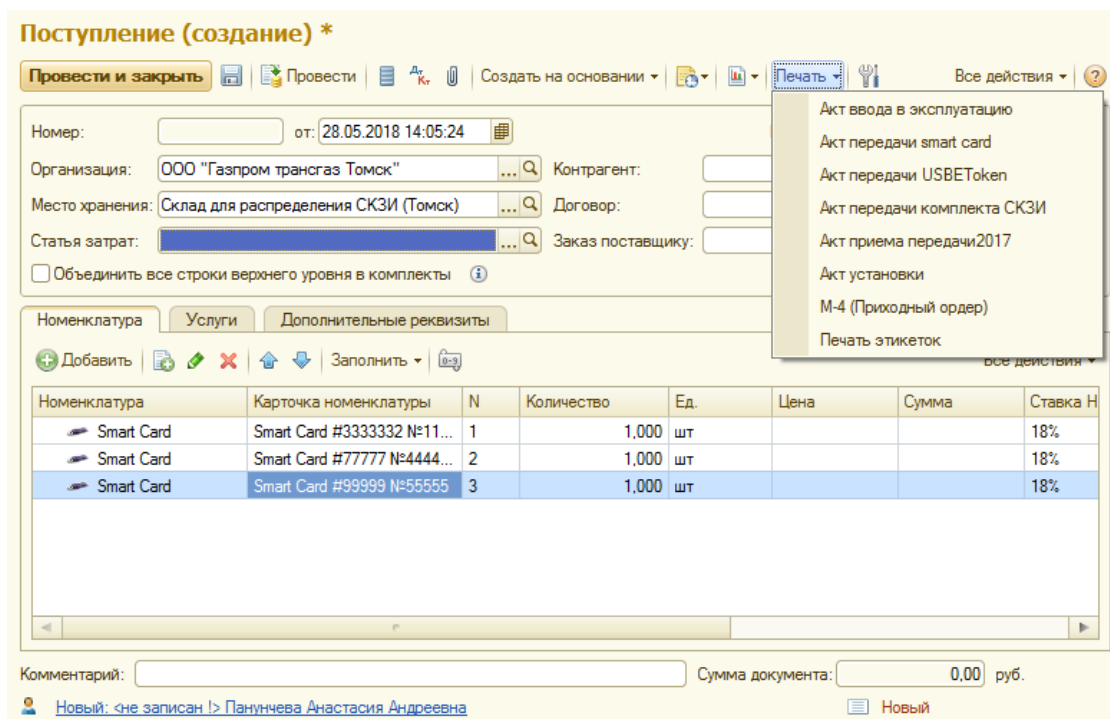 Поступление (создание) *
Провести и закрыть Провести Дт Кт Создать на основании Печать Все действия ?
Акт ввода в эксплуатацию
Акт передачи smart card
Акт передачи USBEToken
Акт передачи комплекта СКЗИ
Акт приема передачи2017
Акт установки
М-4 (Приходный ордер)
Печать этикеток
Номер: от: 28.05.2018 14:05:24
Организация: ООО "Газпром трансгаз Томск" ... Контрагент:
Место хранения: Склад для распределения СКЗИ (Томск) ... Договор:
Статья затрат: ... Заказ поставщику:
Объединить все строки верхнего уровня в комплекты i
Номенклатура Услуги Дополнительные реквизиты
Добавить Заполнить 0-9 Все действия
Номенклатура Карточка номенклатуры N Количество Ед. Цена Сумма Ставка Н
Smart Card Smart Card #3333332 №11... 1 1,000 шт 18%
Smart Card Smart Card #77777 №4444... 2 1,000 шт 18%
Smart Card Smart Card #99999 №55555 3 1,000 шт 18%
Комментарий: Сумма документа: 0,00 руб.
Новый: <не записан !> Панунчева Анастасия Андреевна Новый